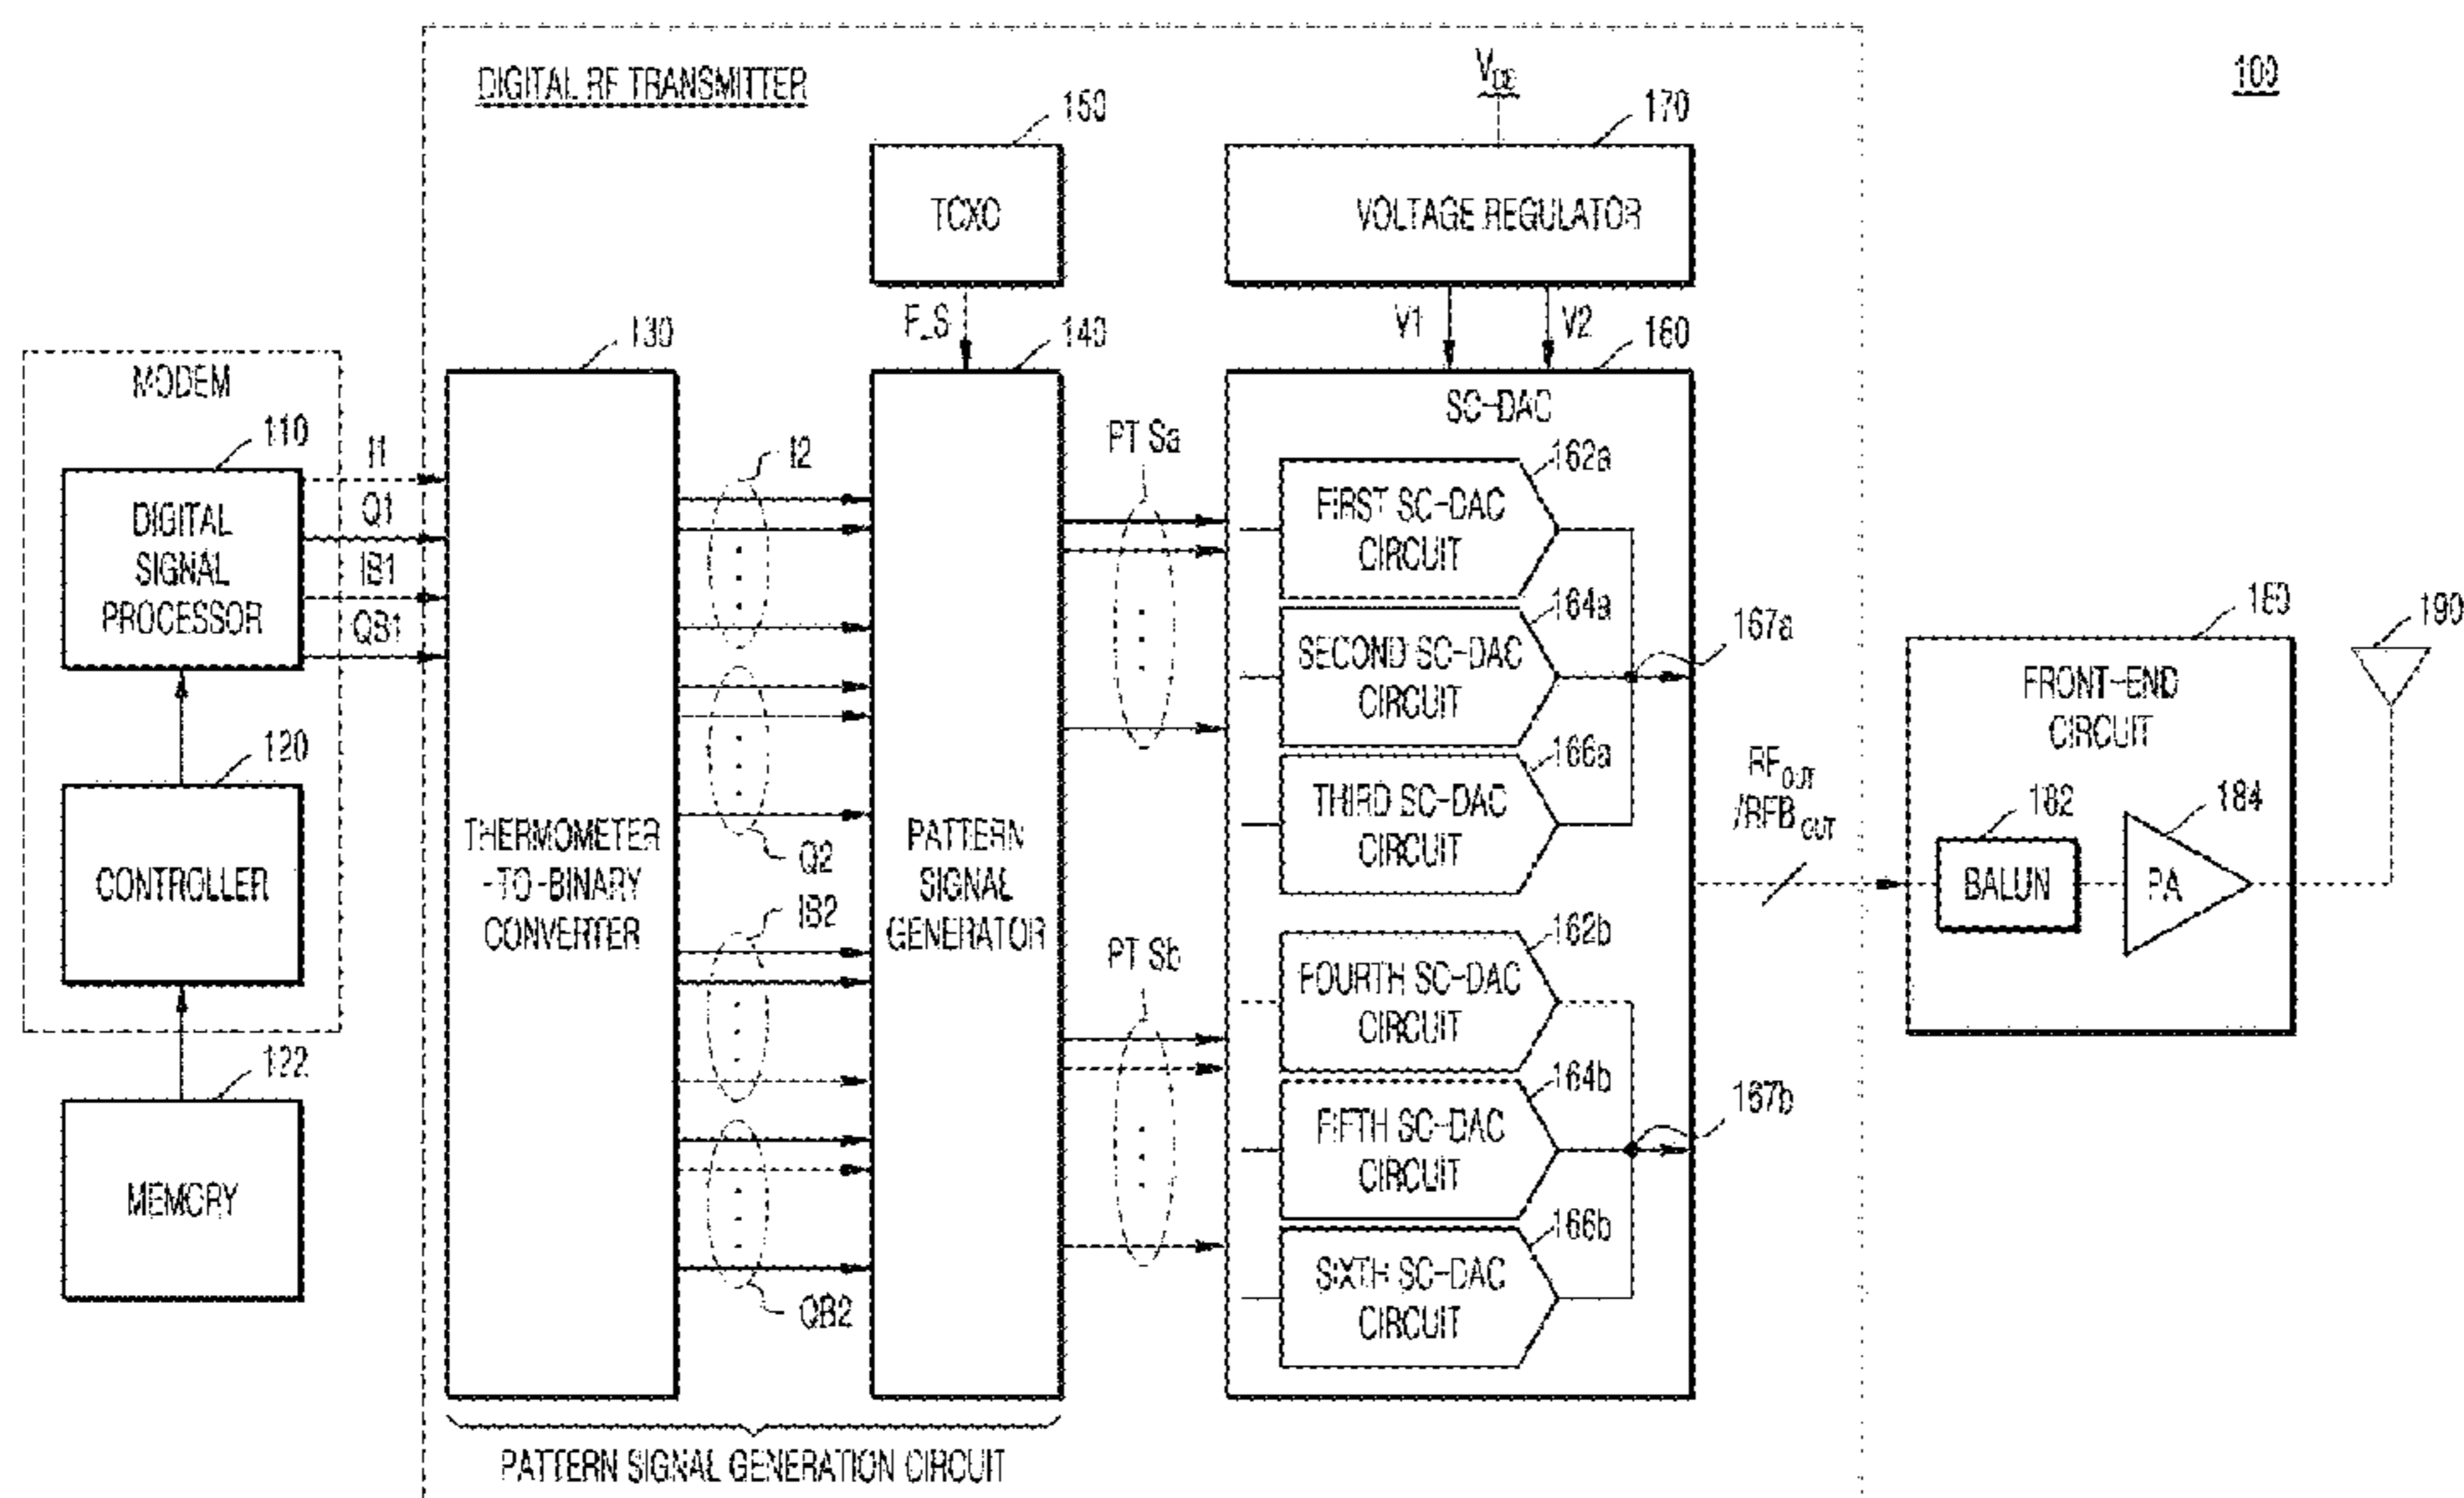 DIGITAL RF TRANSMITTER
100
150
TCXO
F_S
V_DD
170
VOLTAGE REGULATOR
V1
V2
MODEM
110
DIGITAL
SIGNAL
PROCESSOR
I1
Q1
IB1
QB1
120
CONTROLLER
122
MEMORY
130
THERMOMETER
-TO-BINARY
CONVERTER
I2
Q2
IB2
QB2
140
PATTERN
SIGNAL
GENERATOR
PT Sa
PT Sb
160
SC-DAC
162a
FIRST SC-DAC
CIRCUIT
164a
SECOND SC-DAC
CIRCUIT
166a
THIRD SC-DAC
CIRCUIT
167a
162b
FOURTH SC-DAC
CIRCUIT
164b
FIFTH SC-DAC
CIRCUIT
166b
SIXTH SC-DAC
CIRCUIT
167b
RF_OUT
/RFB_OUT
180
FRONT-END
CIRCUIT
182
BALUN
184
PA
190
PATTERN SIGNAL GENERATION CIRCUIT